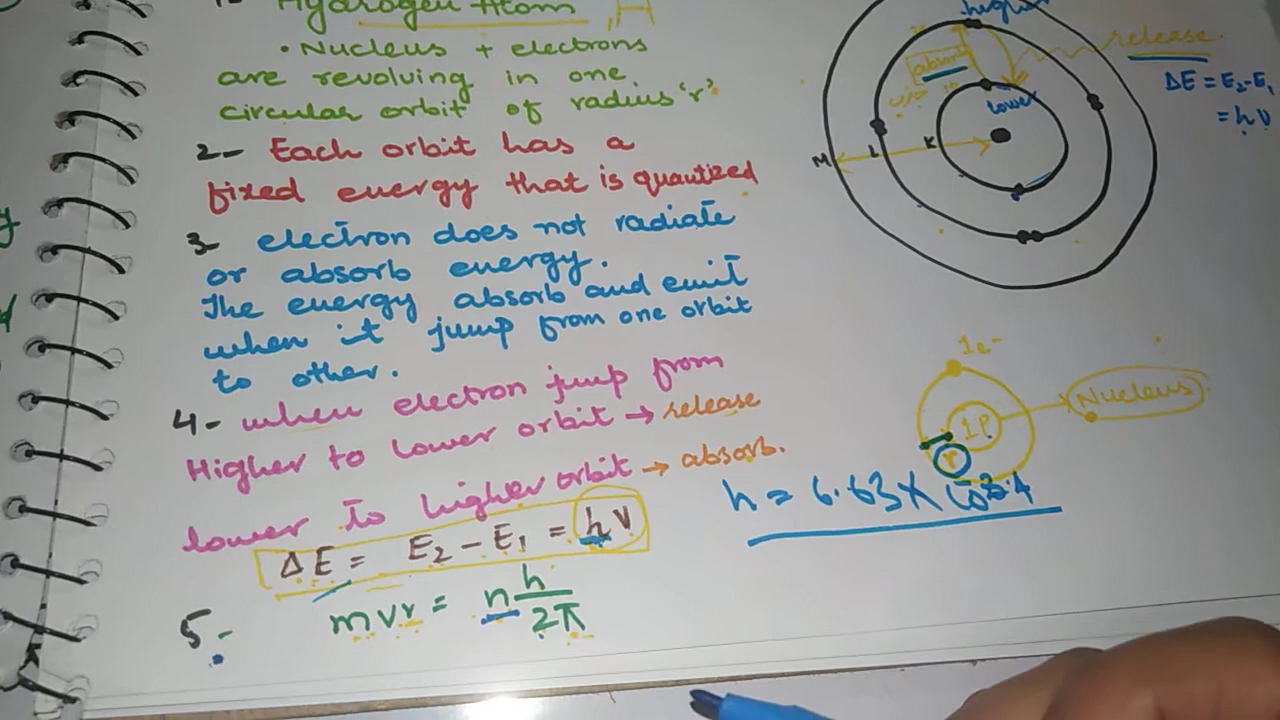 1- Hydrogen Atom H
• Nucleus + electrons
are revolving in one
circular orbit of radius 'r'
2- Each orbit has a
fixed energy that is quantized
3- electron does not radiate
or absorb energy.
The energy absorb and emit
when it jump from one orbit
to other.
4- when electron jump from
Higher to lower orbit → release
lower to higher orbit → absorb.
ΔE = E₂ - E₁ = hν
5- mvr = n h/2π
higher
release
absorb
ΔE = E₂-E₁
= hν
lower
M L K
1e⁻
Nucleus
1P
r
h = 6.63 x